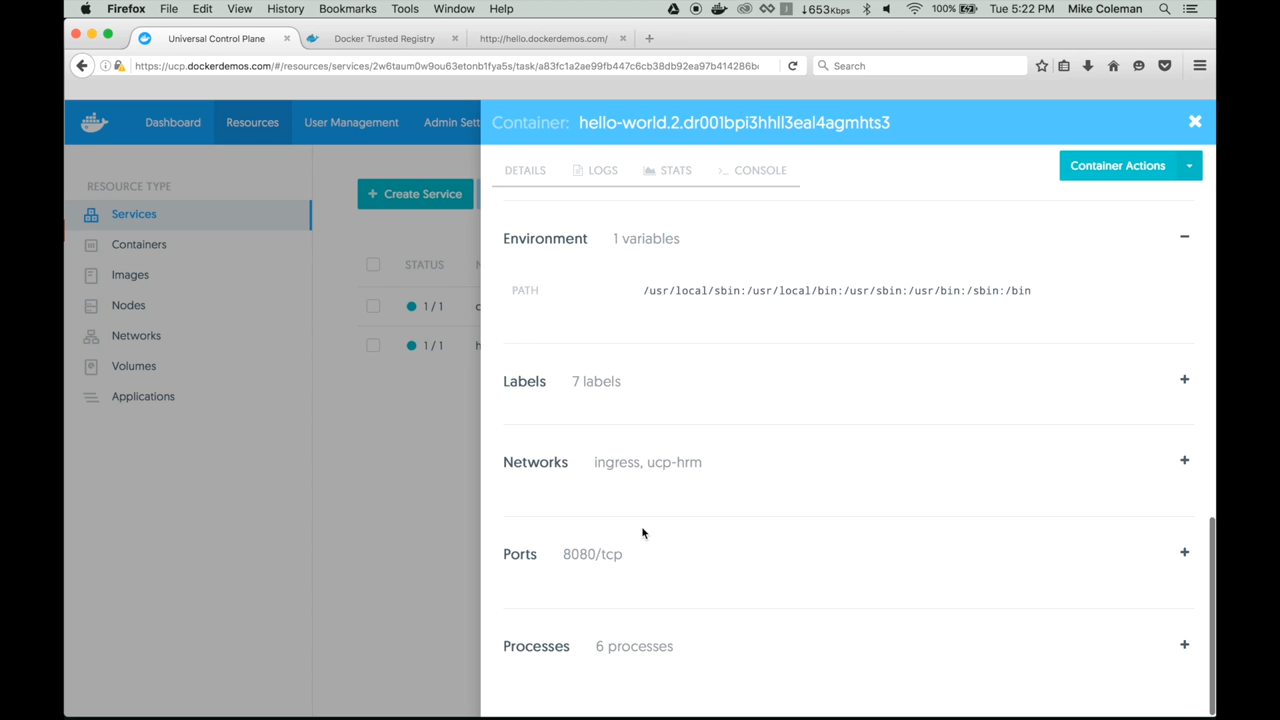 Firefox File Edit View History Bookmarks Tools Window Help ↓653Kbps 100% Tue 5:22 PM Mike Coleman
Universal Control Plane Docker Trusted Registry http://hello.dockerdemos.com/
https://ucp.dockerdemos.com/#/resources/services/2w6taum0w9ou63etonb1fya5s/task/a83fc1a2ae99fb447c6cb38db92ea97b414286b Search
Dashboard Resources User Management Admin Sett
Container: hello-world.2.dr001bpi3hhll3eal4agmhts3
DETAILS LOGS STATS CONSOLE
Container Actions
RESOURCE TYPE
Services
Containers
Images
Nodes
Networks
Volumes
Applications
+ Create Service
STATUS N
1 / 1
1 / 1 h
Environment 1 variables
PATH /usr/local/sbin:/usr/local/bin:/usr/sbin:/usr/bin:/sbin:/bin
Labels 7 labels
Networks ingress, ucp-hrm
Ports 8080/tcp
Processes 6 processes